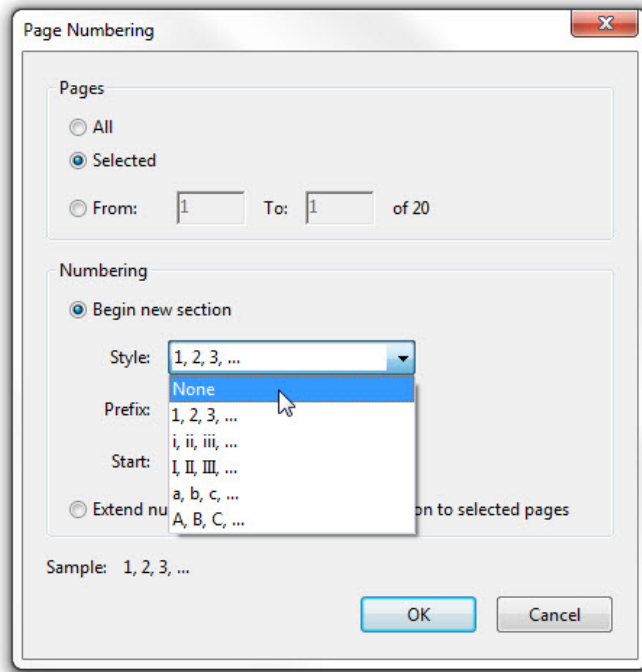 Page Numbering
Pages
All
Selected
From: 1 To: 1 of 20
Numbering
Begin new section
Style: 1, 2, 3, ...
None
Prefix: 1, 2, 3, ...
i, ii, iii, ...
Start: I, II, III, ...
a, b, c, ...
Extend nu on to selected pages
A, B, C, ...
Sample: 1, 2, 3, ...
OK Cancel